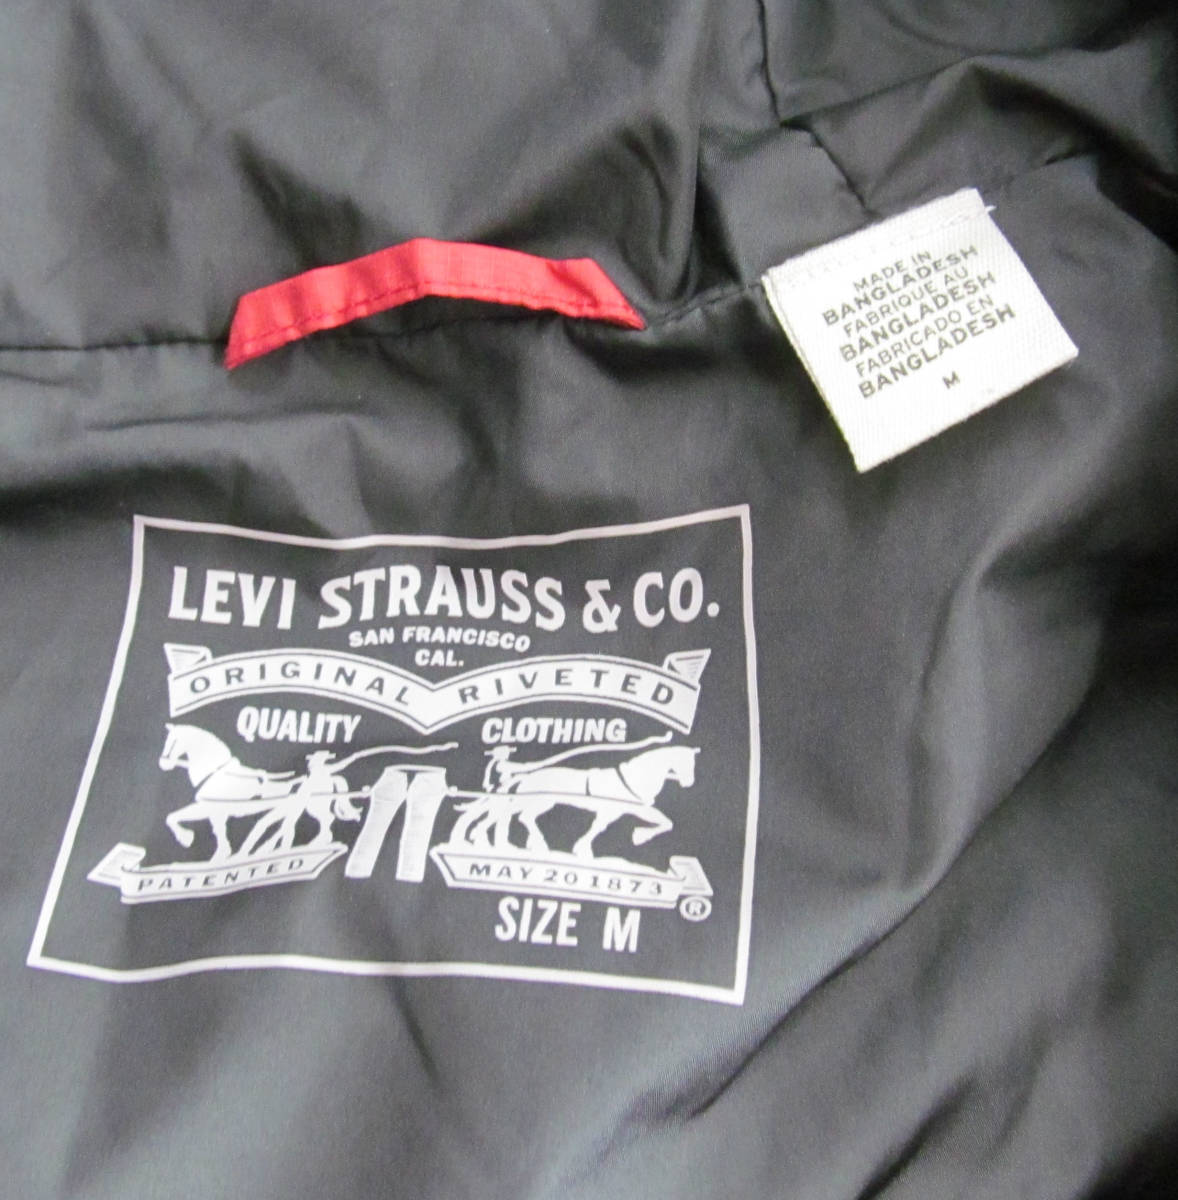 MADE IN
BANGLADESH
FABRIQUE AU
BANGLADESH
FABRICADO EN
BANGLADESH
M
LEVI STRAUSS & CO.
SAN FRANCISCO
CAL.
ORIGINAL RIVETED
QUALITY CLOTHING
PATENTED MAY 20 1873
®
SIZE M